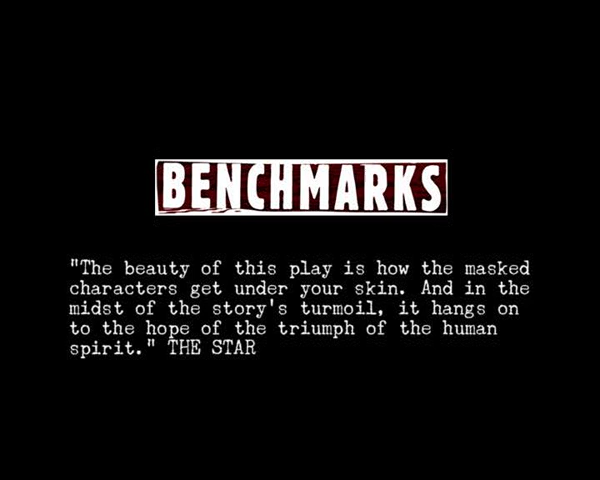 BENCHMARKS
"The beauty of this play is how the masked
characters get under your skin. And in the
midst of the story's turmoil, it hangs on
to the hope of the triumph of the human
spirit." THE STAR